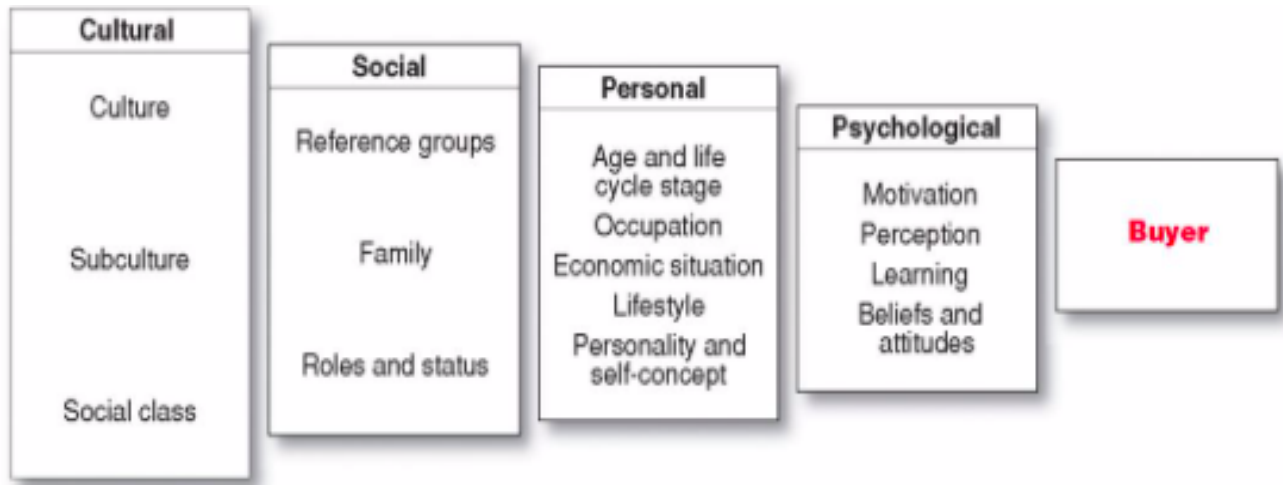 Cultural
Culture
Subculture
Social class
Social
Reference groups
Family
Roles and status
Personal
Age and life
cycle stage
Occupation
Economic situation
Lifestyle
Personality and
self-concept
Psychological
Motivation
Perception
Learning
Beliefs and
attitudes
Buyer